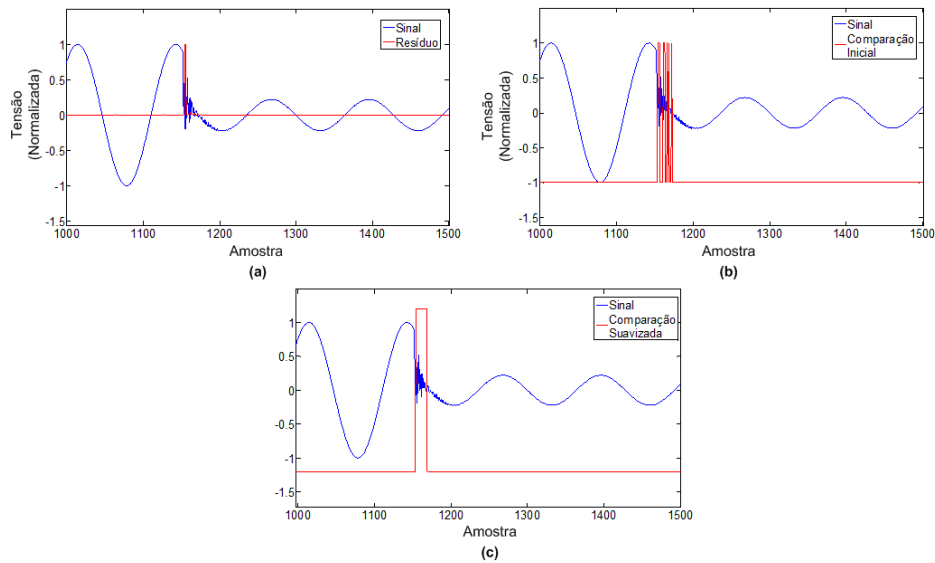 Sinal
Resíduo
Tensão
(Normalizada)
1
0.5
0
-0.5
-1
-1.5
1000
1100
1200
1300
1400
1500
Amostra
(a)
Sinal
Comparação
Inicial
Tensão
(Normalizada)
1
0.5
0
-0.5
-1
-1.5
1000
1100
1200
1300
1400
1500
Amostra
(b)
Sinal
Comparação
Suavizada
Tensão
(Normalizada)
1
0.5
0
-0.5
-1
-1.5
1000
1100
1200
1300
1400
1500
Amostra
(c)